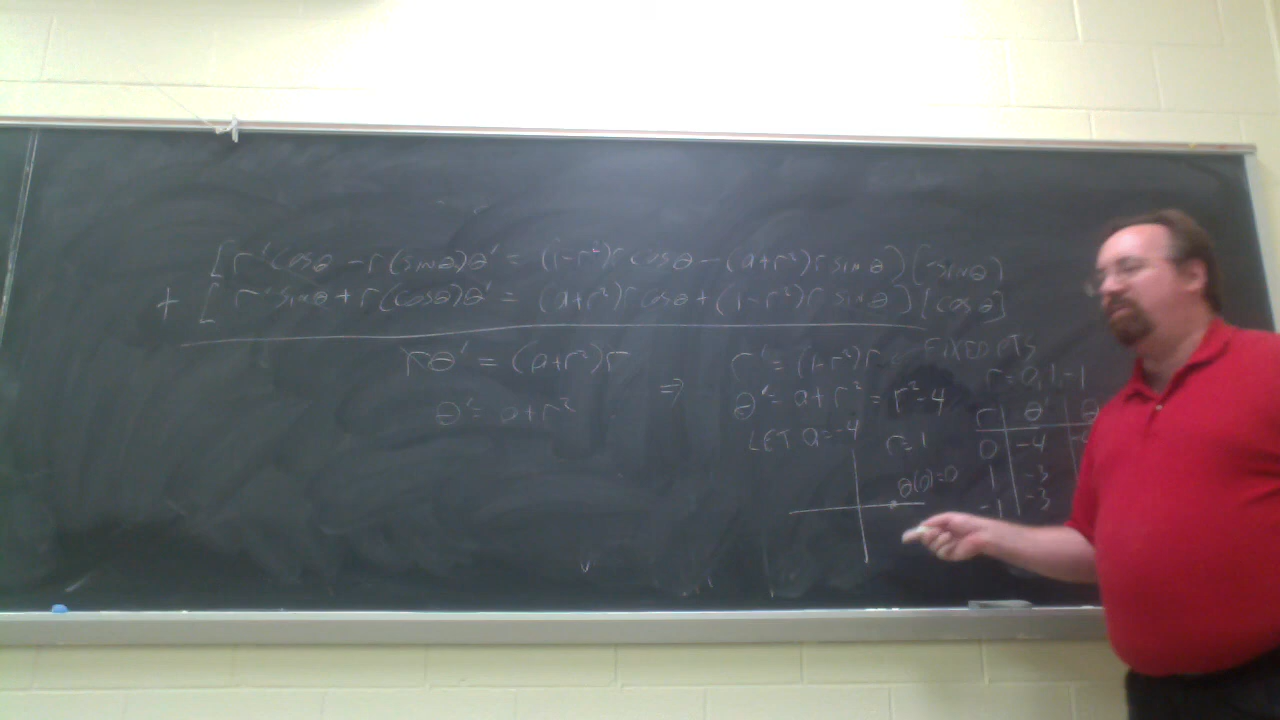 [r'cosθ - r(sinθ)θ' = (1-r²)r cosθ - (a+r²)r sinθ](-sinθ)
+ [r' sinθ + r(cosθ)θ' = (a+r²)r cosθ + (1-r²)r sinθ](cosθ)
rθ' = (a+r²)r
θ' = a+r²
⇒
r' = (1-r²)r ← FIXED PTS
r=0,1,-1
θ' = a+r² = r²-4
LET a=-4
r=1
θ(0)=0
r θ'
0 -4
1 -3
-1 -3